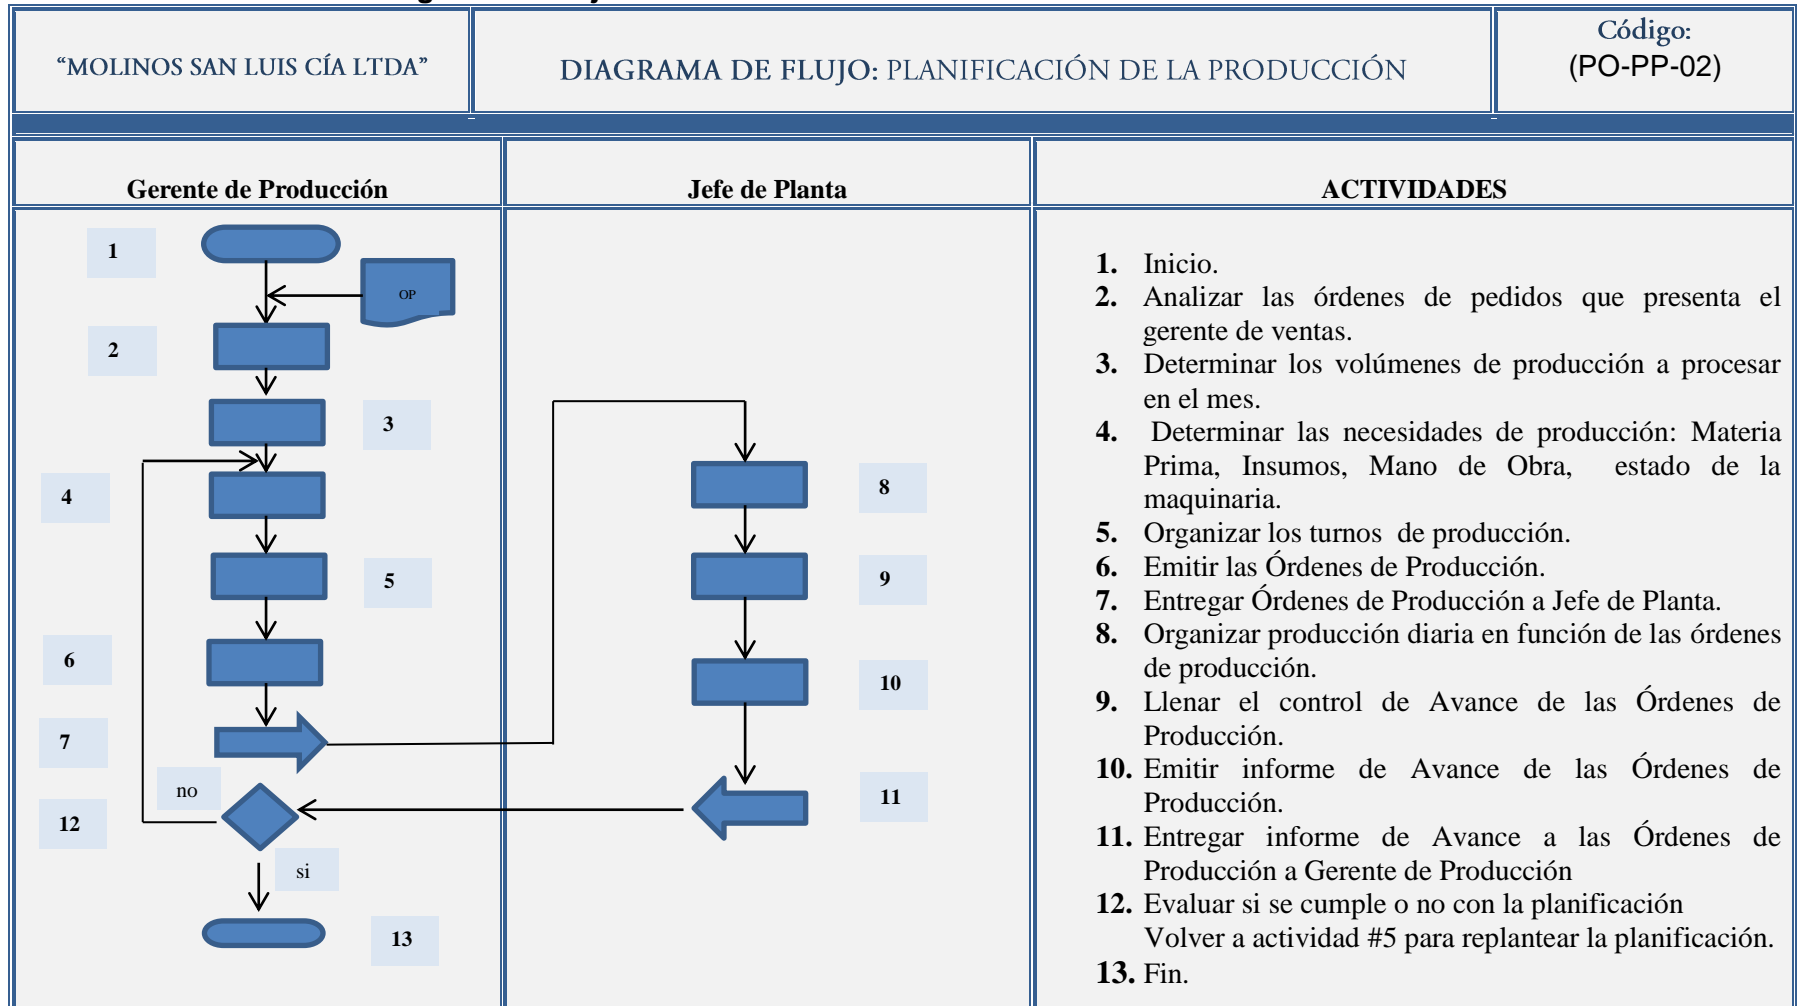 “MOLINOS SAN LUIS CÍA LTDA”
DIAGRAMA DE FLUJO: PLANIFICACIÓN DE LA PRODUCCIÓN
Código:
(PO-PP-02)
Gerente de Producción
Jefe de Planta
ACTIVIDADES
1
OP
2
3
4
5
6
7
no
12
si
13
8
9
10
11
1. Inicio.
2. Analizar las órdenes de pedidos que presenta el
gerente de ventas.
3. Determinar los volúmenes de producción a procesar
en el mes.
4. Determinar las necesidades de producción: Materia
Prima, Insumos, Mano de Obra, estado de la
maquinaria.
5. Organizar los turnos de producción.
6. Emitir las Órdenes de Producción.
7. Entregar Órdenes de Producción a Jefe de Planta.
8. Organizar producción diaria en función de las órdenes
de producción.
9. Llenar el control de Avance de las Órdenes de
Producción.
10. Emitir informe de Avance de las Órdenes de
Producción.
11. Entregar informe de Avance a las Órdenes de
Producción a Gerente de Producción
12. Evaluar si se cumple o no con la planificación
Volver a actividad #5 para replantear la planificación.
13. Fin.